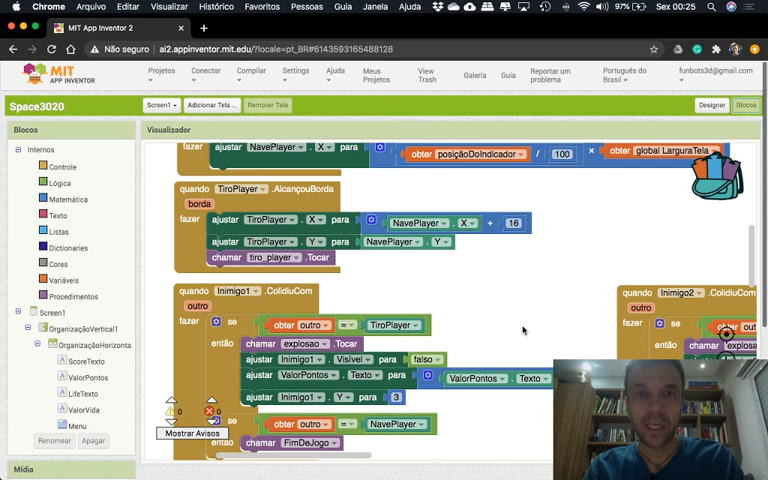 Chrome Arquivo Editar Visualizar Histórico Favoritos Pessoas Guia Janela Ajuda 97% Sex 00:25
MIT App Inventor 2
Não seguro ai2.appinventor.mit.edu/?locale=pt_BR#6143593165488128
MIT
APP INVENTOR
Projetos Conectar Compilar Settings Ajuda Meus Projetos View Trash Galeria Guia Reportar um problema Português do Brasil funbots3d@gmail.com
Space3020 Screen1 Adicionar Tela ... Remover Tela Designer Blocos
Blocos Visualizador
Internos
Controle
Lógica
Matemática
Texto
Listas
Dictionaries
Cores
Variáveis
Procedimentos
Screen1
OrganizaçãoVertical1
OrganizaçãoHorizonta
ScoreTexto
ValorPontos
LifeTexto
ValorVida
Menu
Renomear Apagar
Mídia
fazer ajustar NavePlayer . X para obter posiçãoDoIndicador / 100 × obter global LarguraTela
quando TiroPlayer .AlcançouBorda
borda
fazer ajustar TiroPlayer . X para NavePlayer . X + 16
ajustar TiroPlayer . Y para NavePlayer . Y
chamar tiro_player .Tocar
quando Inimigo1 .ColidiuCom
outro
fazer se obter outro = TiroPlayer
então chamar explosao .Tocar
ajustar Inimigo1 . Visível para falso
ajustar ValorPontos . Texto para ValorPontos . Texto
ajustar Inimigo1 . Y para 3
se obter outro = NavePlayer
então chamar FimDeJogo
0 0
Mostrar Avisos
quando Inimigo2 .ColidiuCom
outro
fazer se obter
então chamar explosa